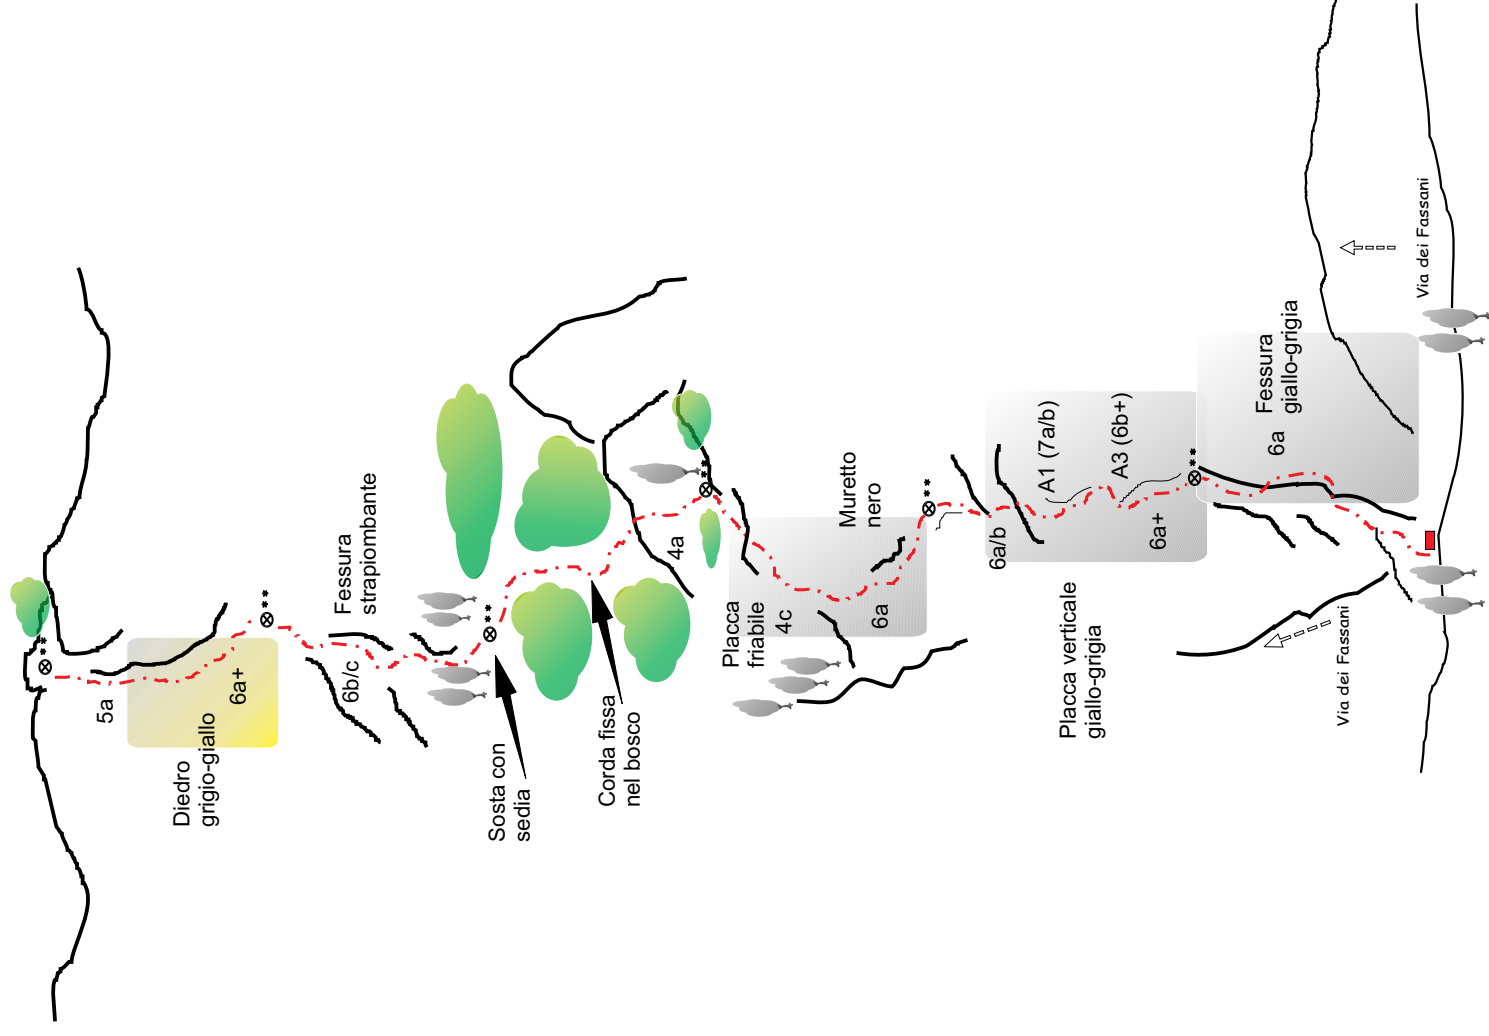 5a
Diedro
grigio-giallo
6a+
Fessura
strapiombante
6b/c
Sosta con
sedia
Corda fissa
nel bosco
4a
Placca
friabile
4c
Muretto
nero
6a
6a/b
A1 (7a/b)
A3 (6b+)
6a+
Placca verticale
giallo-grigia
Fessura
giallo-grigia
6a
Via dei Fassani
Via dei Fassani